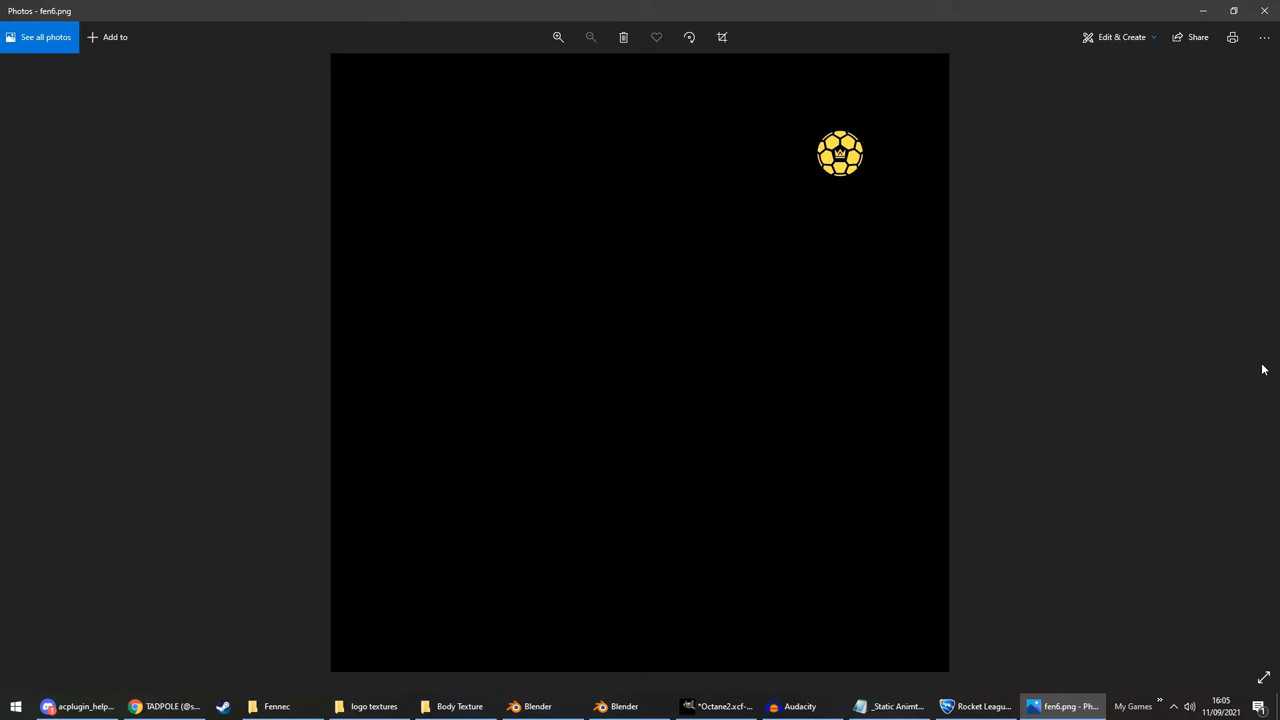 Photos - fen6.png
See all photos
Add to
Edit & Create
Share
acplugin_help...
TADPOLE (@s...
Fennec
logo textures
Body Texture
Blender
Blender
*Octane2.xcf-...
Audacity
_Static Animt...
Rocket Leagu...
fen6.png - Ph...
My Games
16:05
11/09/2021